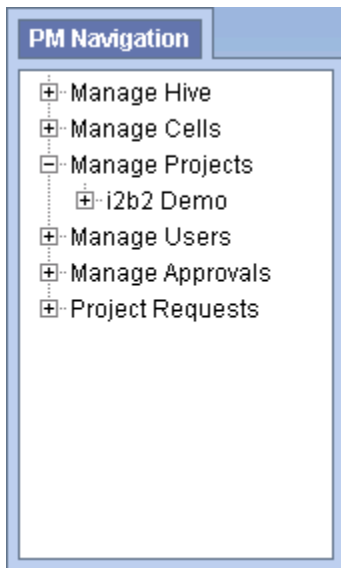 PM Navigation
Manage Hive
Manage Cells
Manage Projects
i2b2 Demo
Manage Users
Manage Approvals
Project Requests